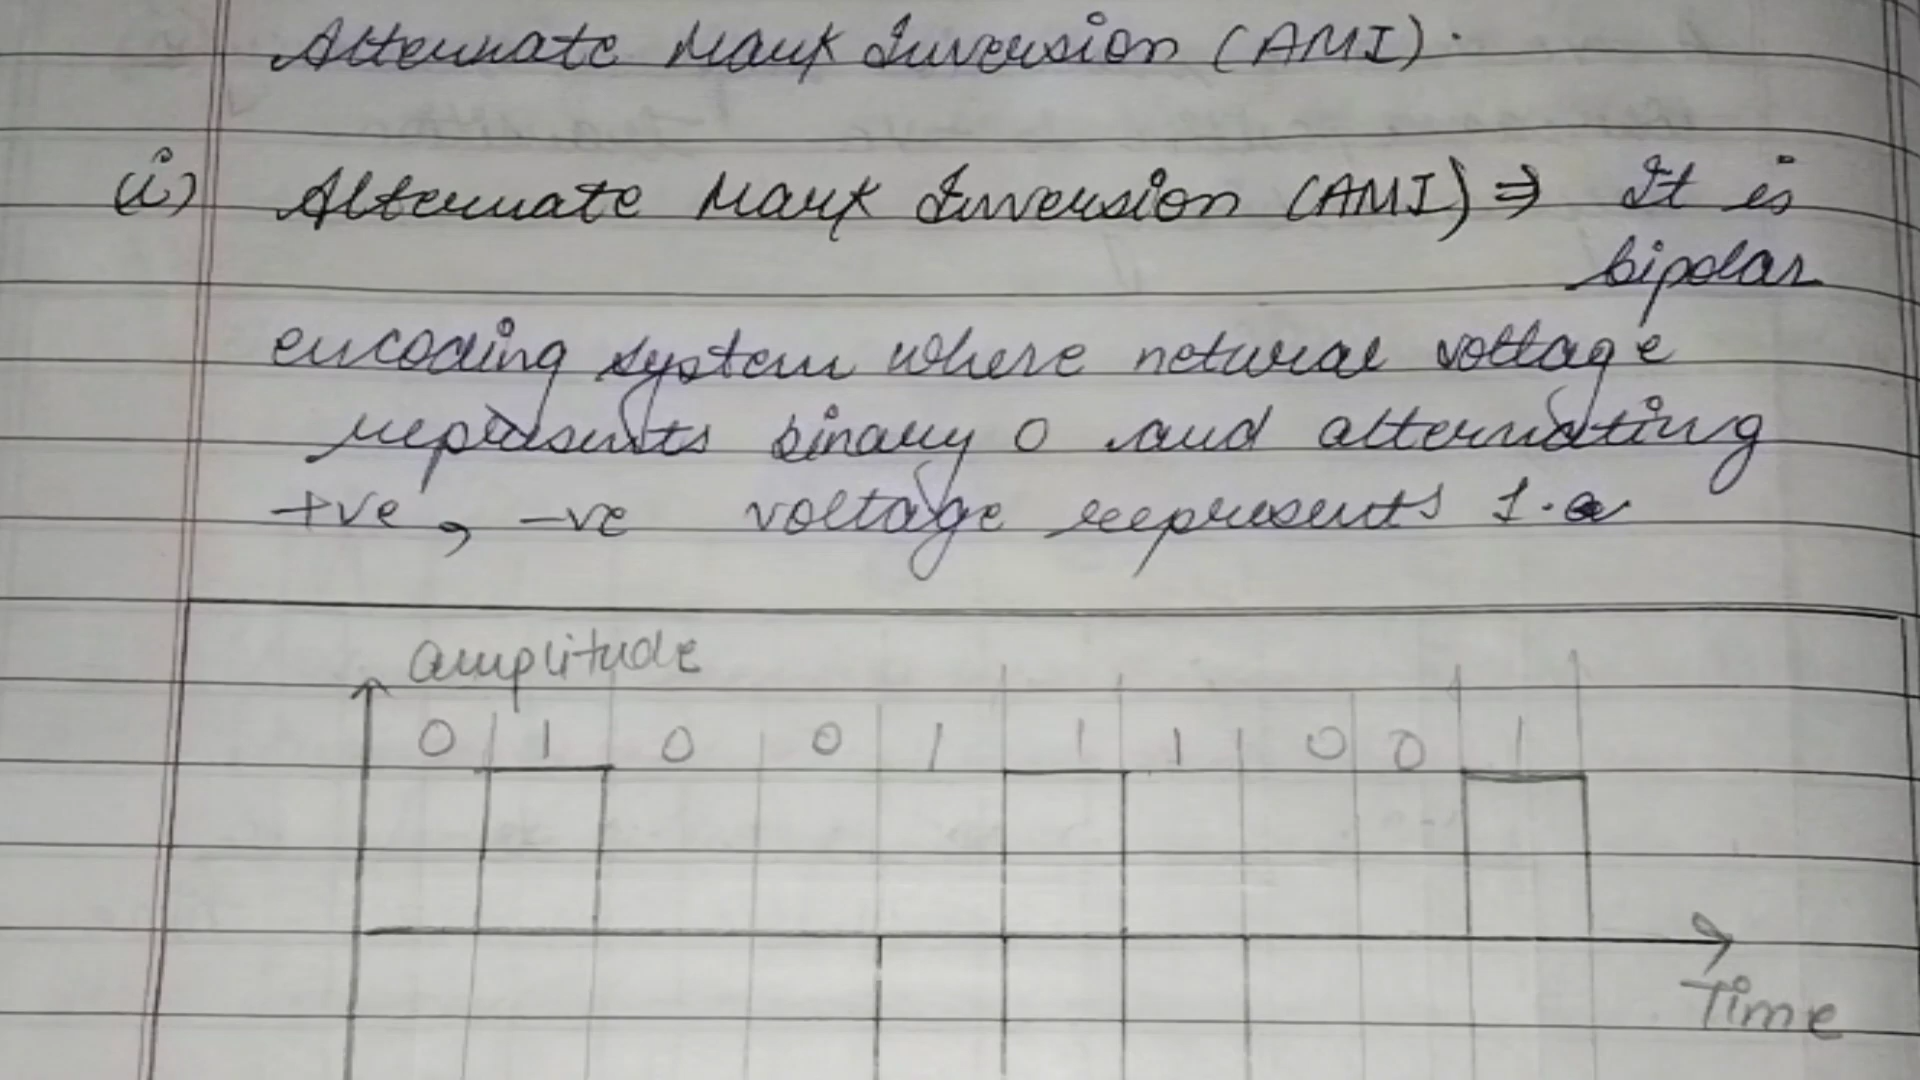 Alternate Mark Inversion (AMI).
(i) Alternate Mark Inversion (AMI) ⇒ It is
bipolar
encoding system where netural voltage
represents binary 0 and alternating
+ve, -ve voltage represents 1.
amplitude
0 1 0 0 1 1 1 0 0 1
Time